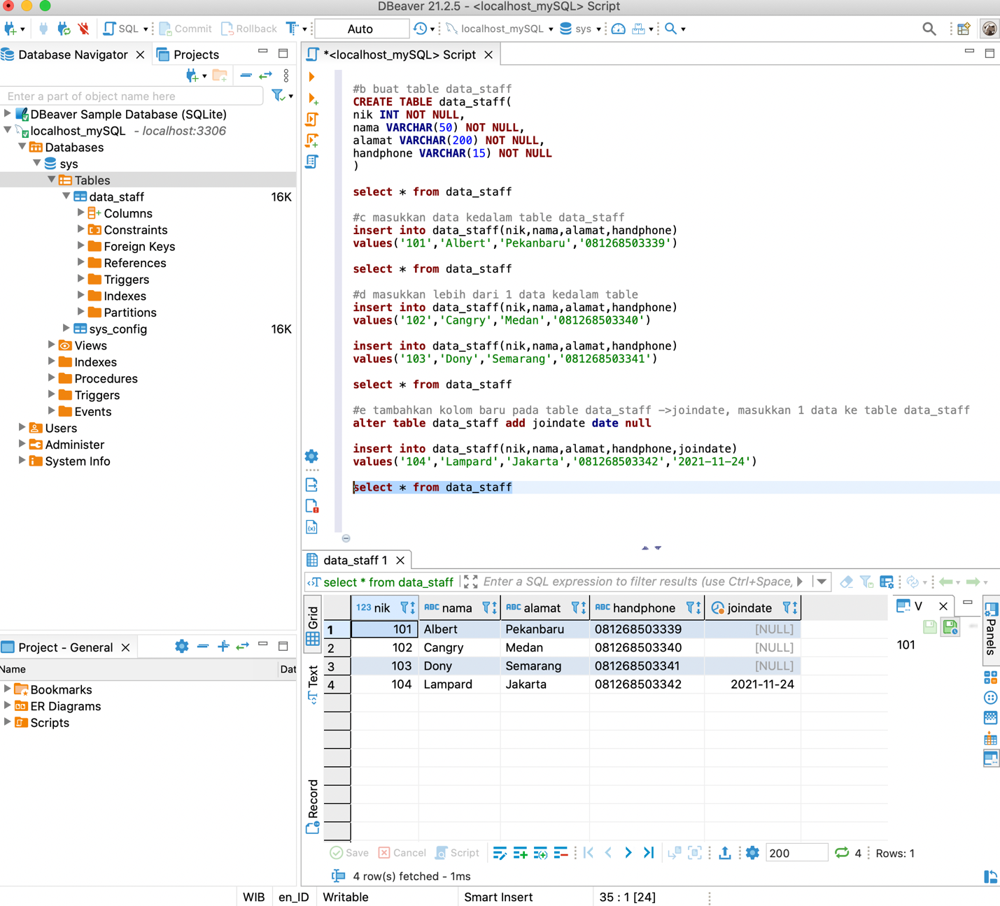 DBeaver 21.2.5 - <localhost_mySQL> Script
SQL
Commit
Rollback
Auto
localhost_mySQL
sys
Database Navigator
Projects
Enter a part of object name here
DBeaver Sample Database (SQLite)
localhost_mySQL - localhost:3306
Databases
sys
Tables
data_staff 16K
Columns
Constraints
Foreign Keys
References
Triggers
Indexes
Partitions
sys_config 16K
Views
Indexes
Procedures
Triggers
Events
Users
Administer
System Info
Project - General
Name Dat
Bookmarks
ER Diagrams
Scripts
*<localhost_mySQL> Script
#b buat table data_staff
CREATE TABLE data_staff(
nik INT NOT NULL,
nama VARCHAR(50) NOT NULL,
alamat VARCHAR(200) NOT NULL,
handphone VARCHAR(15) NOT NULL
)
select * from data_staff
#c masukkan data kedalam table data_staff
insert into data_staff(nik,nama,alamat,handphone)
values('101','Albert','Pekanbaru','081268503339')
select * from data_staff
#d masukkan lebih dari 1 data kedalam table
insert into data_staff(nik,nama,alamat,handphone)
values('102','Cangry','Medan','081268503340')
insert into data_staff(nik,nama,alamat,handphone)
values('103','Dony','Semarang','081268503341')
select * from data_staff
#e tambahkan kolom baru pada table data_staff ->joindate, masukkan 1 data ke table data_staff
alter table data_staff add joindate date null
insert into data_staff(nik,nama,alamat,handphone,joindate)
values('104','Lampard','Jakarta','081268503342','2021-11-24')
select * from data_staff
data_staff 1
select * from data_staff
Enter a SQL expression to filter results (use Ctrl+Space,
Grid
Text
Record
123 nik ABC nama ABC alamat ABC handphone joindate
1 101 Albert Pekanbaru 081268503339 [NULL]
2 102 Cangry Medan 081268503340 [NULL]
3 103 Dony Semarang 081268503341 [NULL]
4 104 Lampard Jakarta 081268503342 2021-11-24
V
101
Panels
Save
Cancel
Script
200
4
Rows: 1
4 row(s) fetched - 1ms
WIB en_ID Writable Smart Insert 35 : 1 [24]